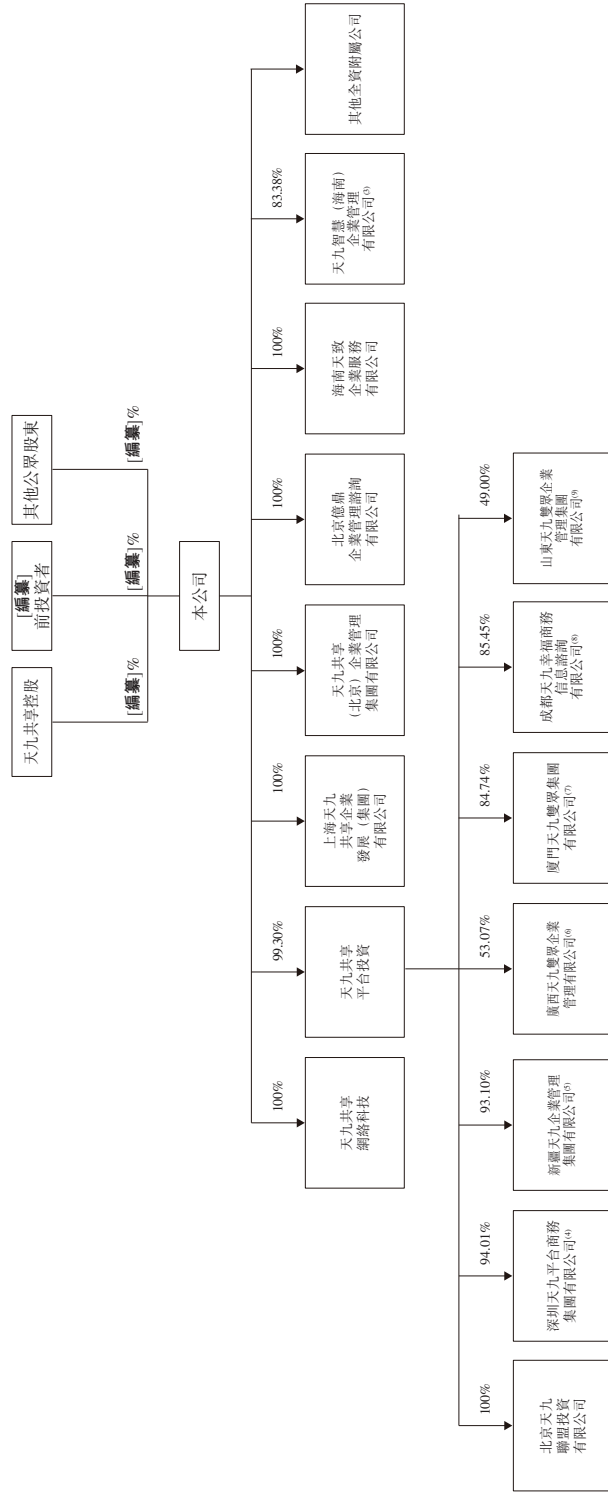 天九共享控股
[編纂]
前投資者
其他公眾股東
[編纂]%
[編纂]%
[編纂]%
本公司
100%
99.30%
100%
100%
100%
100%
83.38%
天九共享
網絡科技
天九共享
平台投資
上海天九
共享企業
發展（集團）
有限公司
天九共享
（北京）企業管理
集團有限公司
北京億鼎
企業管理諮詢
有限公司
海南天致
企業服務
有限公司
天九智慧（海南）
企業管理
有限公司(3)
其他全資附屬公司
100%
94.01%
93.10%
53.07%
84.74%
85.45%
49.00%
北京天九
聯盟投資
有限公司
深圳天九平台商務
集團有限公司(4)
新疆天九企業管理
集團有限公司(5)
廣西天九雙眾企業
管理有限公司(6)
廈門天九雙眾集團
有限公司(7)
成都天九幸福商務
信息諮詢
有限公司(8)
山東天九雙眾企業
管理集團
有限公司(9)